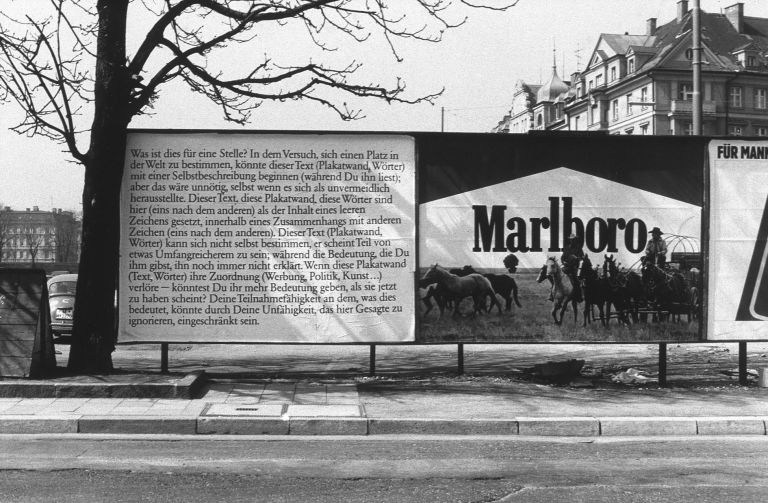 Was ist dies für eine Stelle? In dem Versuch, sich einen Platz in
der Welt zu bestimmen, könnte dieser Text (Plakatwand, Wörter)
mit einer Selbstbeschreibung beginnen (während Du ihn liest);
aber das wäre unnötig, selbst wenn es sich als unvermeidlich
herausstellte. Dieser Text, diese Plakatwand, diese Wörter sind
hier (eins nach dem anderen) als der Inhalt eines leeren
Zeichens gesetzt, innerhalb eines Zusammenhangs mit anderen
Zeichen (eins nach dem anderen). Dieser Text (Plakatwand,
Wörter) kann sich nicht selbst bestimmen, er scheint Teil von
etwas Umfangreicherem zu sein; während die Bedeutung, die Du
ihm gibst, ihn noch immer nicht erklärt. Wenn diese Plakatwand
(Text, Wörter) ihre Zuordnung (Werbung, Politik, Kunst...)
verlöre — könntest Du ihr mehr Bedeutung geben, als sie jetzt
zu haben scheint? Deine Teilnahmefähigkeit an dem, was dies
bedeutet, könnte durch Deine Unfähigkeit, das hier Gesagte zu
ignorieren, eingeschränkt sein.
Marlboro
FÜR MANN